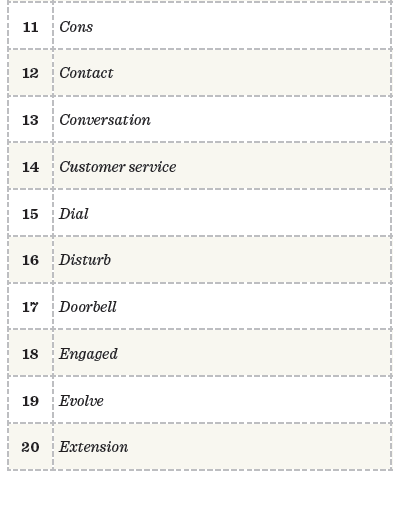 11 Cons
12 Contact
13 Conversation
14 Customer service
15 Dial
16 Disturb
17 Doorbell
18 Engaged
19 Evolve
20 Extension